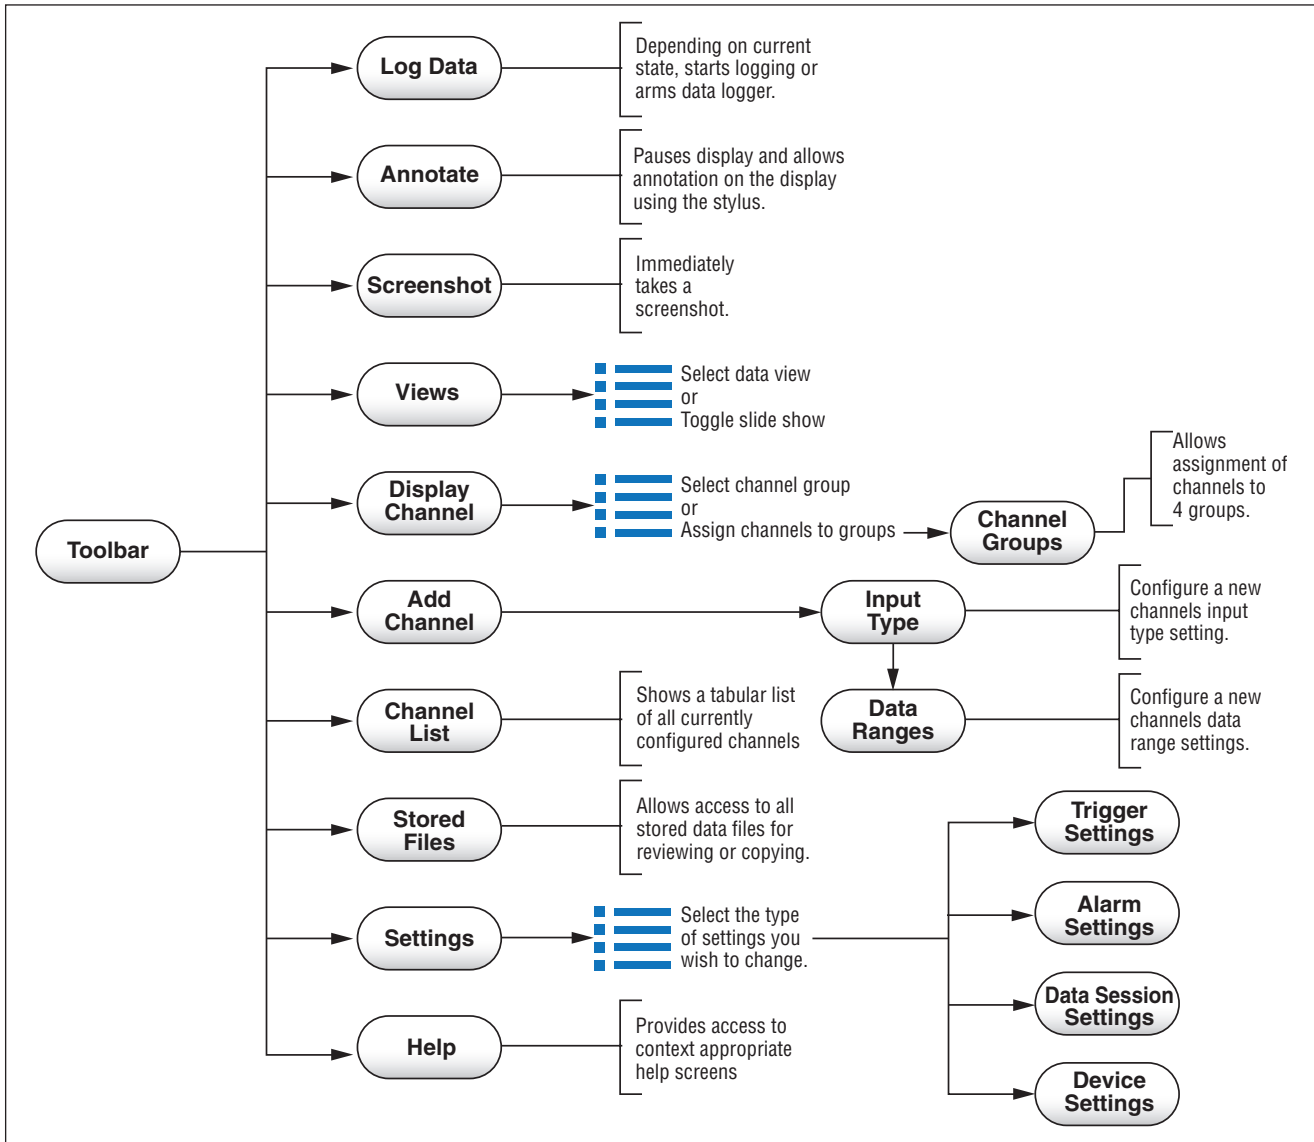 Log Data
Depending on current
state, starts logging or
arms data logger.
Annotate
Pauses display and allows
annotation on the display
using the stylus.
Screenshot
Immediately
takes a
screenshot.
Views
Select data view
or
Toggle slide show
Display
Channel
Select channel group
or
Assign channels to groups
Channel
Groups
Allows
assignment of
channels to
4 groups.
Toolbar
Add
Channel
Input
Type
Configure a new
channels input
type setting.
Channel
List
Shows a tabular list
of all currently
configured channels
Data
Ranges
Configure a new
channels data
range settings.
Stored
Files
Allows access to all
stored data files for
reviewing or copying.
Settings
Select the type
of settings you
wish to change.
Trigger
Settings
Alarm
Settings
Data Session
Settings
Device
Settings
Help
Provides access to
context appropriate
help screens